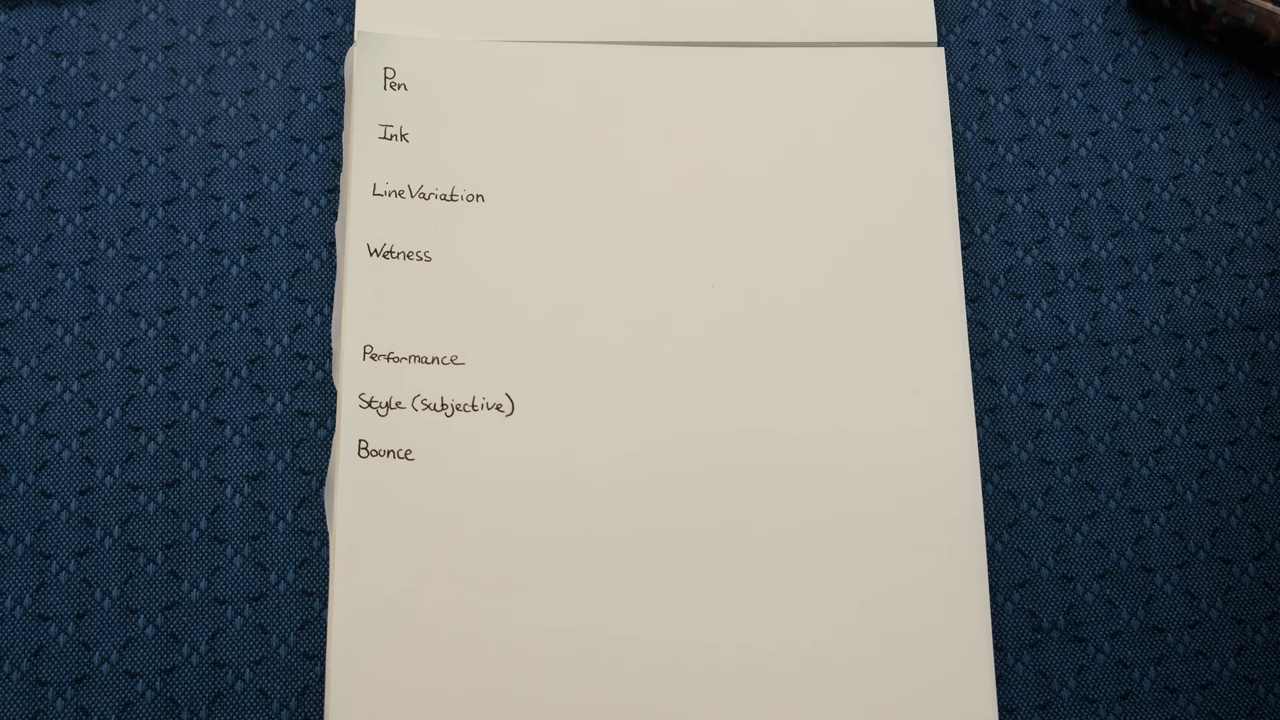 Pen
Ink
Line Variation
Wetness
Performance
Style (subjective)
Bounce